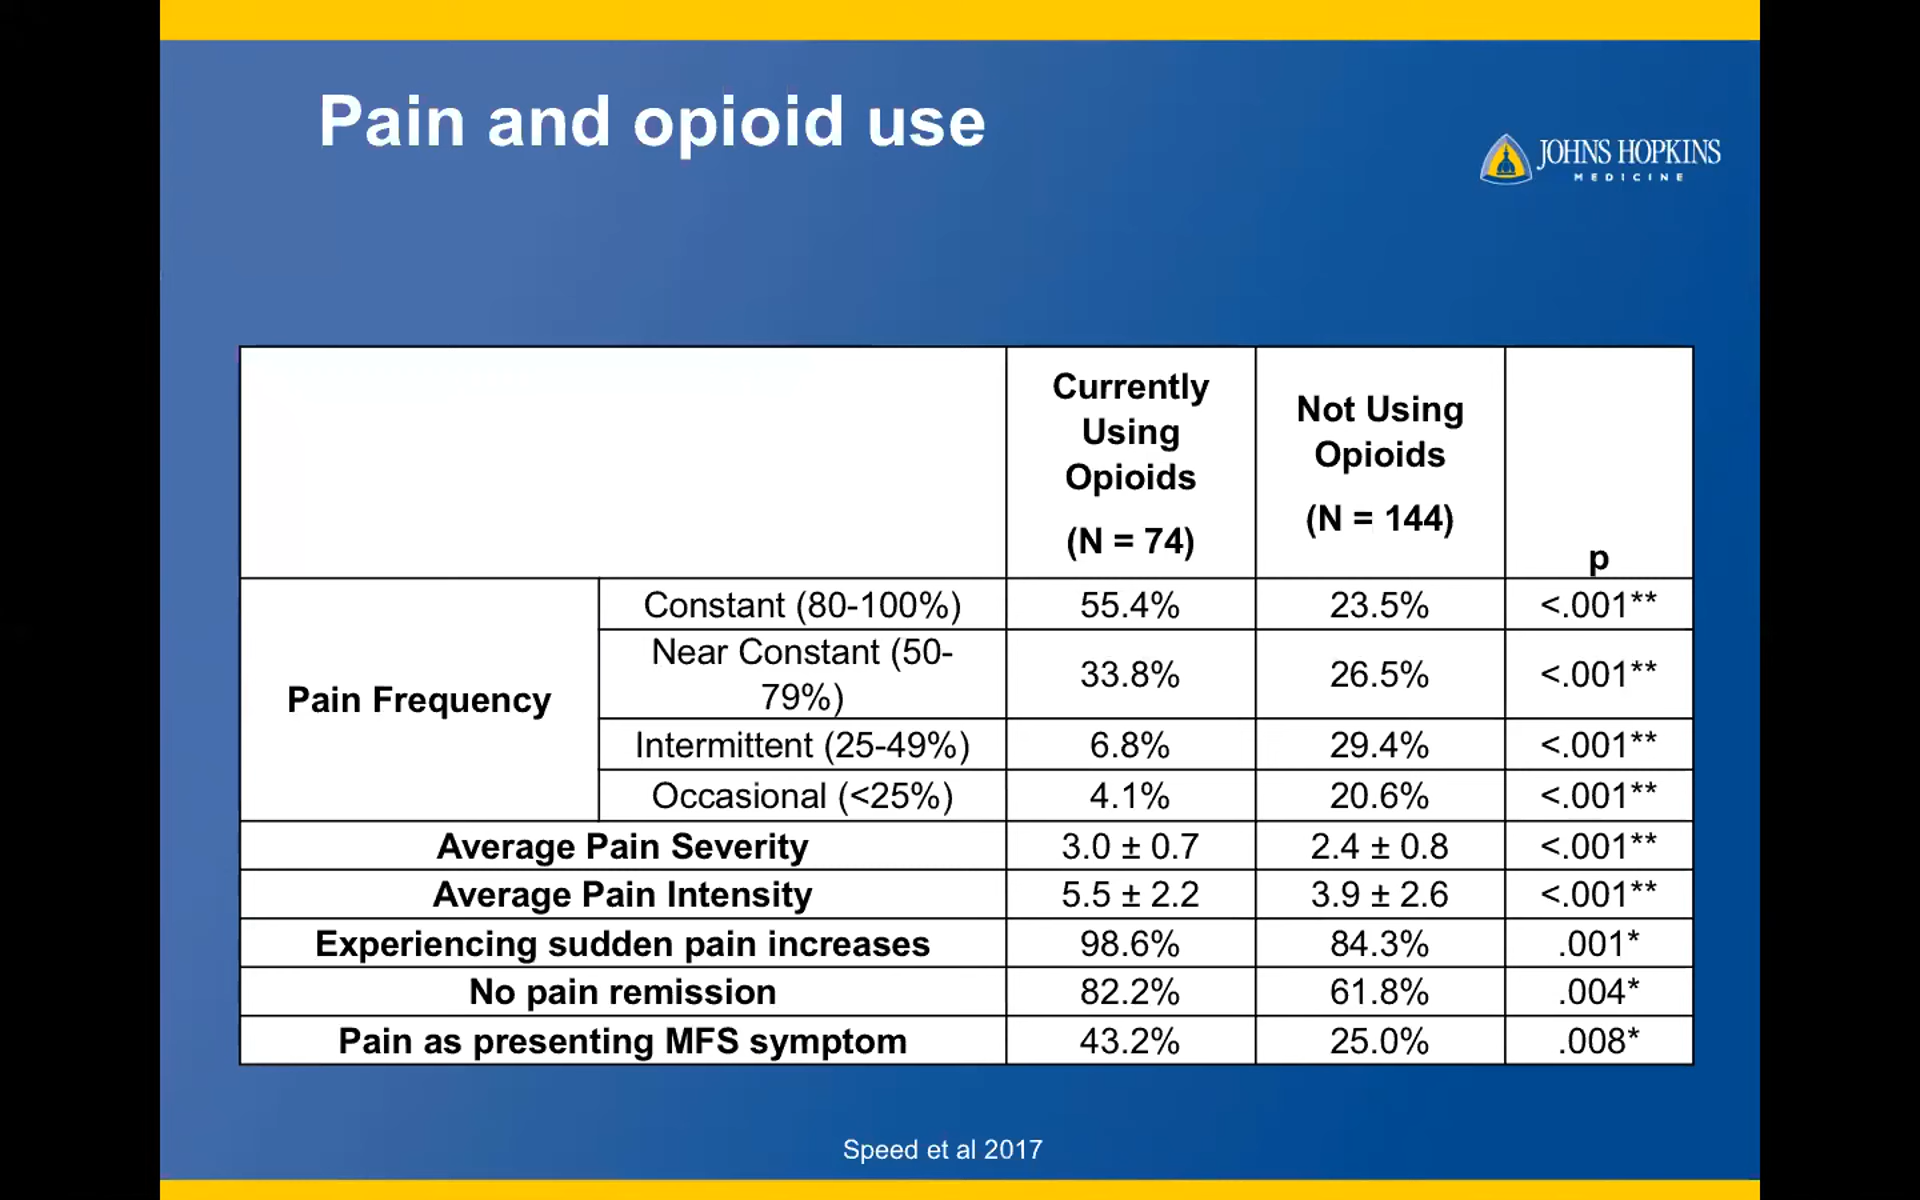 Pain and opioid use
JOHNS HOPKINS
MEDICINE
Currently
Using
Opioids
(N = 74)
Not Using
Opioids
(N = 144)
p
Pain Frequency
Constant (80-100%) 55.4% 23.5% <.001**
Near Constant (50-
79%) 33.8% 26.5% <.001**
Intermittent (25-49%) 6.8% 29.4% <.001**
Occasional (<25%) 4.1% 20.6% <.001**
Average Pain Severity 3.0 ± 0.7 2.4 ± 0.8 <.001**
Average Pain Intensity 5.5 ± 2.2 3.9 ± 2.6 <.001**
Experiencing sudden pain increases 98.6% 84.3% .001*
No pain remission 82.2% 61.8% .004*
Pain as presenting MFS symptom 43.2% 25.0% .008*
Speed et al 2017